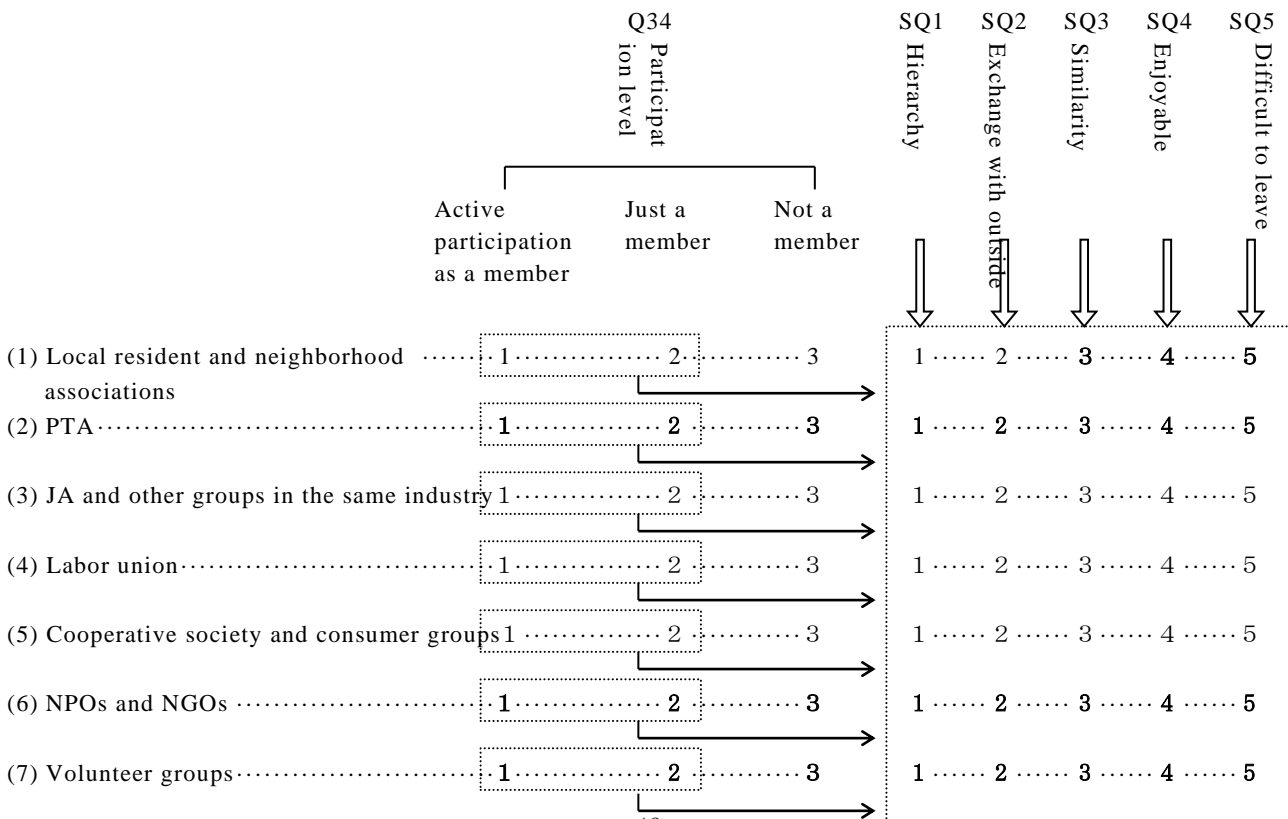 Q34 SQ1 SQ2 SQ3 SQ4 SQ5
Participat
ion level
Hierarchy
Exchange with outside
Similarity
Enjoyable
Difficult to leave
Active Just a Not a
participation member member
as a member
(1) Local resident and neighborhood ······· 1 ················ 2 ············ 3 1 ······ 2 ······ 3 ······ 4 ······ 5
associations
(2) PTA ········································ 1 ················ 2 ············ 3 1 ······ 2 ······ 3 ······ 4 ······ 5
(3) JA and other groups in the same industry 1 ················ 2 ············ 3 1 ······ 2 ······ 3 ······ 4 ······ 5
(4) Labor union ······························· 1 ················ 2 ············ 3 1 ······ 2 ······ 3 ······ 4 ······ 5
(5) Cooperative society and consumer groups 1 ················ 2 ············ 3 1 ······ 2 ······ 3 ······ 4 ······ 5
(6) NPOs and NGOs ························· 1 ················ 2 ············ 3 1 ······ 2 ······ 3 ······ 4 ······ 5
(7) Volunteer groups ························· 1 ················ 2 ············ 3 1 ······ 2 ······ 3 ······ 4 ······ 5